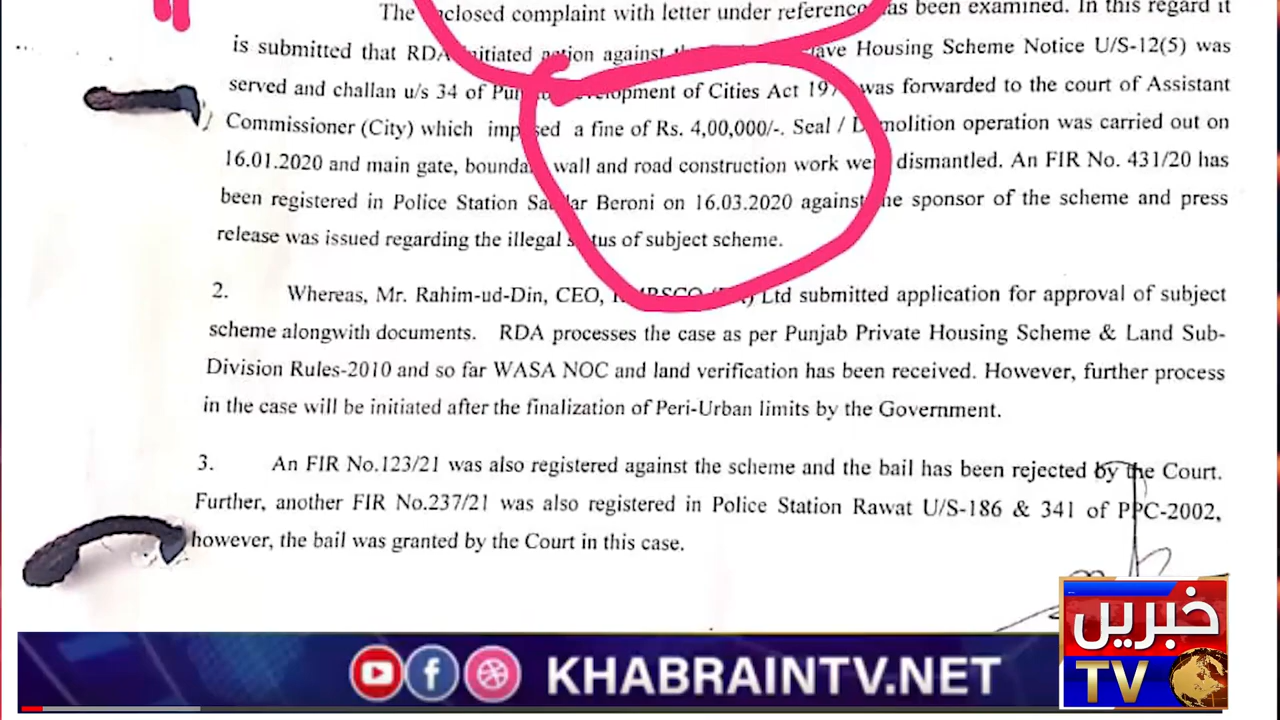 The enclosed complaint with letter under reference has been examined. In this regard it
is submitted that RDA initiated action against the Housing Scheme Notice U/S-12(5) was
served and challan u/s 34 of Punjab Development of Cities Act 197 was forwarded to the court of Assistant
Commissioner (City) which imposed a fine of Rs. 4,00,000/-. Seal / Demolition operation was carried out on
16.01.2020 and main gate, boundary wall and road construction work were dismantled. An FIR No. 431/20 has
been registered in Police Station Saddar Beroni on 16.03.2020 against the sponsor of the scheme and press
release was issued regarding the illegal status of subject scheme.
2. Whereas, Mr. Rahim-ud-Din, CEO, Ltd submitted application for approval of subject
scheme alongwith documents. RDA processes the case as per Punjab Private Housing Scheme & Land Sub-
Division Rules-2010 and so far WASA NOC and land verification has been received. However, further process
in the case will be initiated after the finalization of Peri-Urban limits by the Government.
3. An FIR No.123/21 was also registered against the scheme and the bail has been rejected by the Court.
Further, another FIR No.237/21 was also registered in Police Station Rawat U/S-186 & 341 of PPC-2002,
however, the bail was granted by the Court in this case.
KHABRAINTV.NET
خبریں
TV